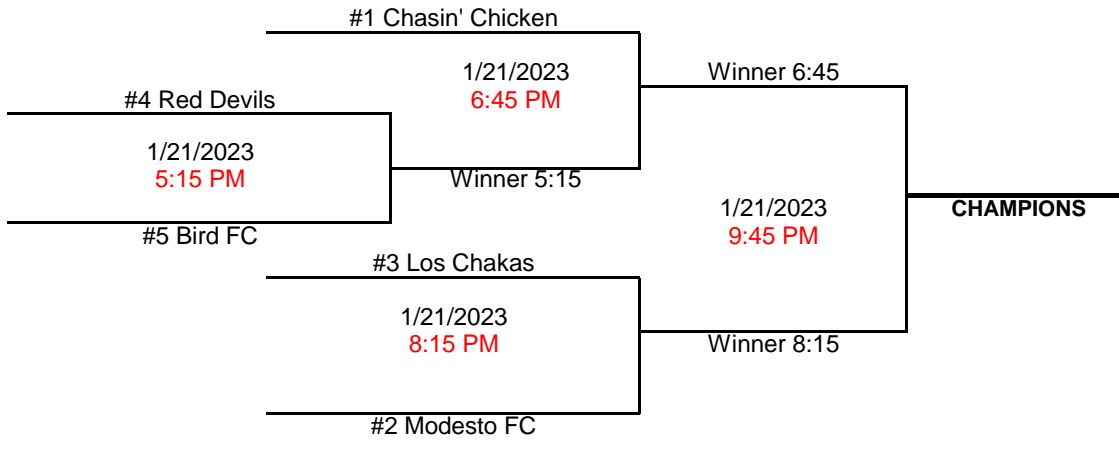 #1 Chasin' Chicken
1/21/2023
6:45 PM
Winner 6:45
#4 Red Devils
1/21/2023
5:15 PM
Winner 5:15
#5 Bird FC
1/21/2023
9:45 PM
CHAMPIONS
#3 Los Chakas
1/21/2023
8:15 PM
Winner 8:15
#2 Modesto FC